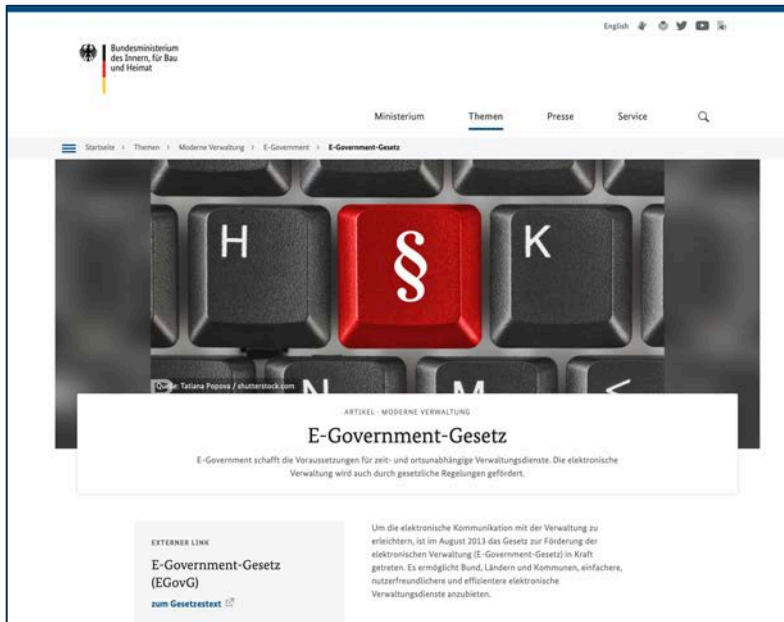 English
Bundesministerium
des Innern, für Bau
und Heimat
Ministerium Themen Presse Service
Startseite › Themen › Moderne Verwaltung › E-Government › E-Government-Gesetz
H § K
N M <
Quelle: Tatiana Popova / shutterstock.com
ARTIKEL · MODERNE VERWALTUNG
E-Government-Gesetz
E-Government schafft die Voraussetzungen für zeit- und ortsunabhängige Verwaltungsdienste. Die elektronische
Verwaltung wird auch durch gesetzliche Regelungen gefördert.
EXTERNER LINK
E-Government-Gesetz
(EGovG)
zum Gesetzestext
Um die elektronische Kommunikation mit der Verwaltung zu
erleichtern, ist im August 2013 das Gesetz zur Förderung der
elektronischen Verwaltung (E-Government-Gesetz) in Kraft
getreten. Es ermöglicht Bund, Ländern und Kommunen, einfachere,
nutzerfreundlichere und effizientere elektronische
Verwaltungsdienste anzubieten.